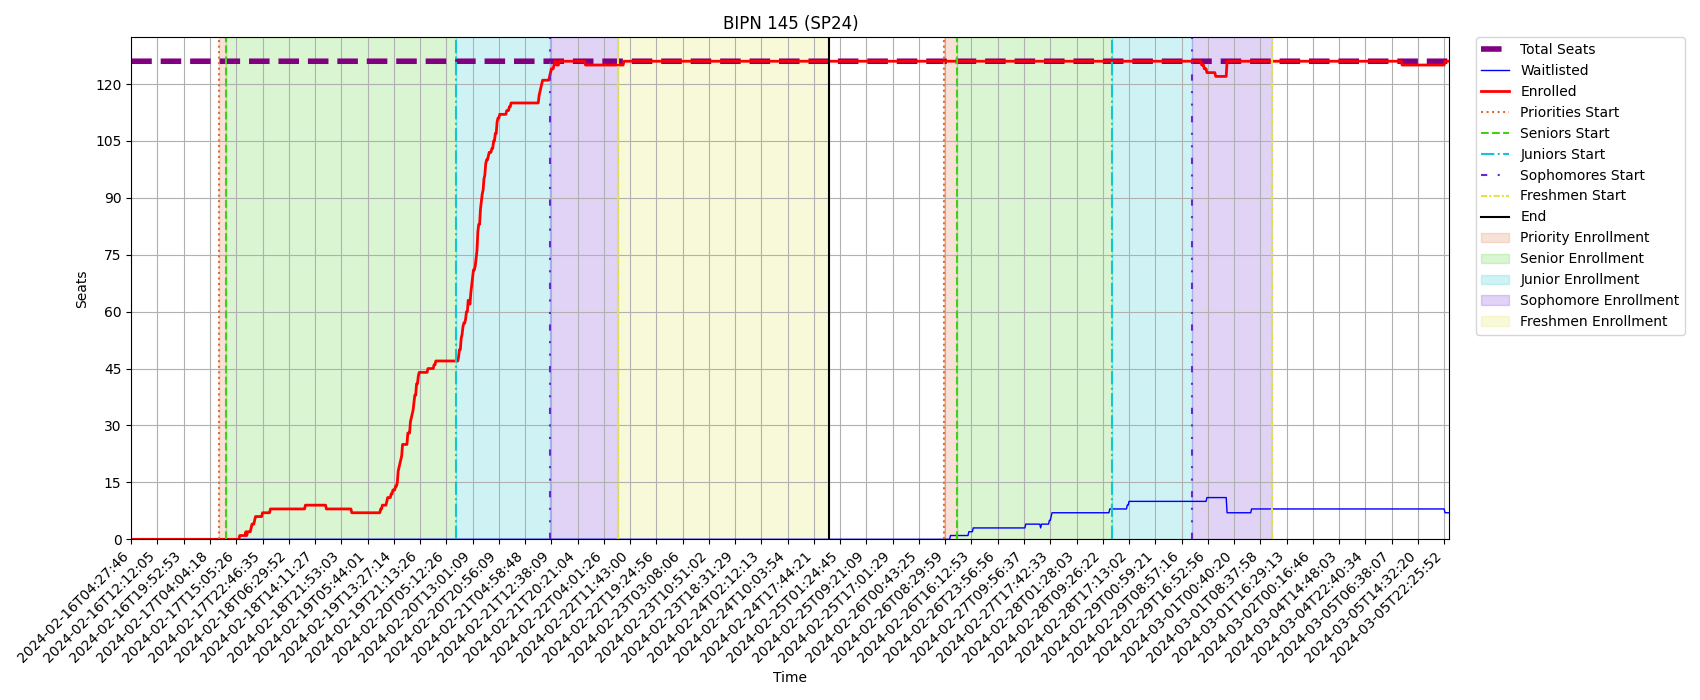 BIPN 145 (SP24)
Seats
120
105
90
75
60
45
30
15
0
2024-02-16T04:27:46
2024-02-16T12:12:05
2024-02-16T19:52:53
2024-02-17T04:04:18
2024-02-17T15:05:26
2024-02-17T22:46:35
2024-02-18T06:29:52
2024-02-18T14:11:27
2024-02-18T21:53:03
2024-02-19T05:44:01
2024-02-19T13:27:14
2024-02-19T21:13:26
2024-02-20T05:12:26
2024-02-20T13:01:09
2024-02-20T20:56:09
2024-02-21T04:58:48
2024-02-21T12:38:09
2024-02-21T20:21:04
2024-02-22T04:01:26
2024-02-22T11:43:00
2024-02-22T19:24:56
2024-02-23T03:08:06
2024-02-23T10:51:02
2024-02-23T18:31:29
2024-02-24T02:12:13
2024-02-24T10:03:54
2024-02-24T17:44:21
2024-02-25T01:24:45
2024-02-25T09:21:09
2024-02-25T17:01:29
2024-02-26T00:43:25
2024-02-26T08:29:59
2024-02-26T16:12:53
2024-02-26T23:56:56
2024-02-27T09:56:37
2024-02-27T17:42:33
2024-02-28T01:28:03
2024-02-28T09:26:22
2024-02-28T17:13:02
2024-02-29T00:59:21
2024-02-29T08:57:16
2024-02-29T16:52:56
2024-03-01T00:40:20
2024-03-01T08:37:58
2024-03-01T16:29:13
2024-03-02T00:16:46
2024-03-04T14:48:03
2024-03-04T22:40:34
2024-03-05T06:38:07
2024-03-05T14:32:20
2024-03-05T22:25:52
Time
Total Seats
Waitlisted
Enrolled
Priorities Start
Seniors Start
Juniors Start
Sophomores Start
Freshmen Start
End
Priority Enrollment
Senior Enrollment
Junior Enrollment
Sophomore Enrollment
Freshmen Enrollment